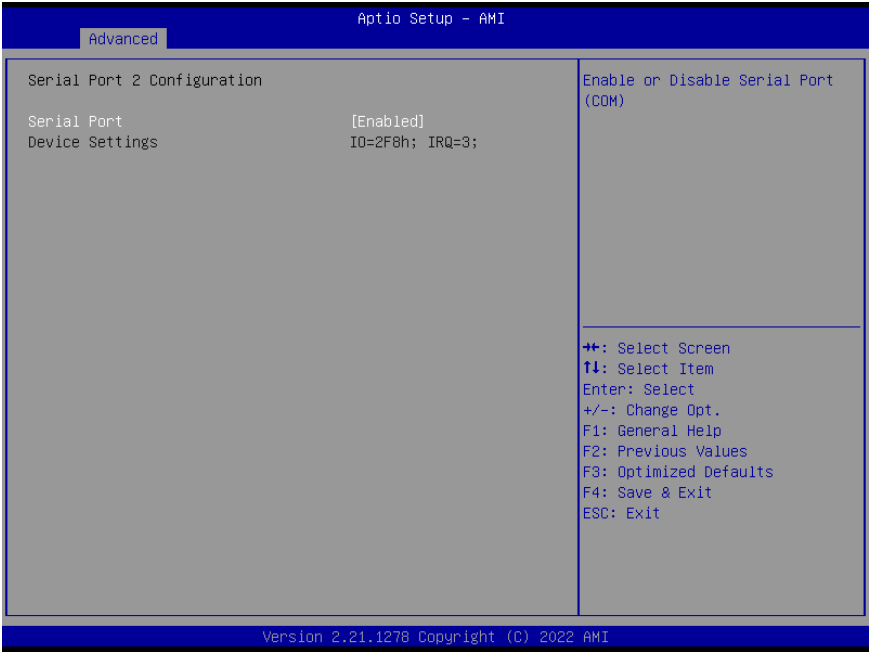 Aptio Setup – AMI
Advanced
Serial Port 2 Configuration
Serial Port [Enabled]
Device Settings IO=2F8h; IRQ=3;
Enable or Disable Serial Port
(COM)
→←: Select Screen
↑↓: Select Item
Enter: Select
+/-: Change Opt.
F1: General Help
F2: Previous Values
F3: Optimized Defaults
F4: Save & Exit
ESC: Exit
Version 2.21.1278 Copyright (C) 2022 AMI